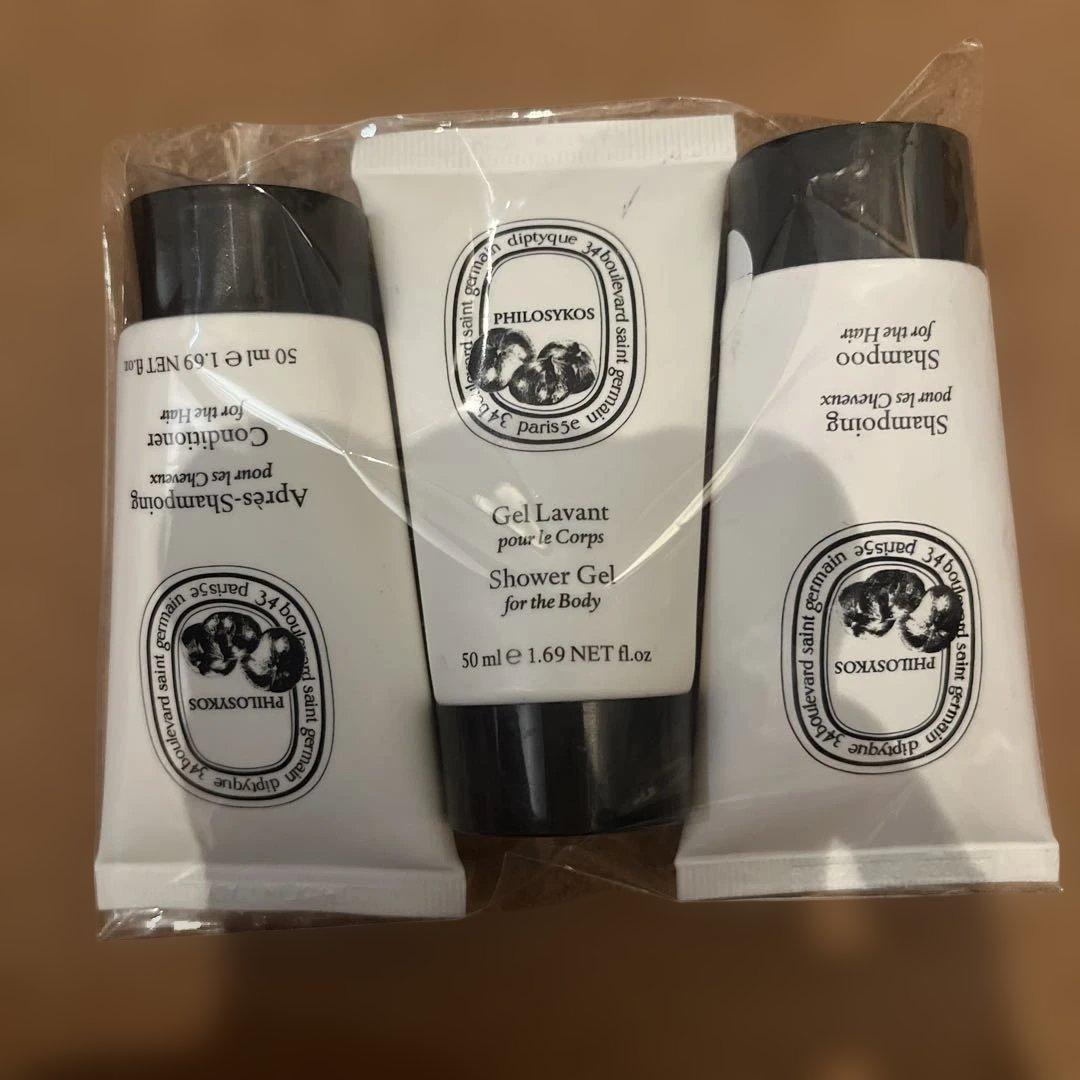 50 ml ℮ 1.69 NET fl.oz
for the Hair
Conditioner
pour les Cheveux
Après-Shampoing
diptyque 34 boulevard saint germain paris5e 34 boulevard saint germain
PHILOSYKOS
diptyque 34 boulevard saint germain paris5e 34 boulevard saint germain
PHILOSYKOS
Gel Lavant
pour le Corps
Shower Gel
for the Body
50 ml ℮ 1.69 NET fl.oz
for the Hair
Shampoo
pour les Cheveux
Shampoing
diptyque 34 boulevard saint germain paris5e 34 boulevard saint germain
PHILOSYKOS